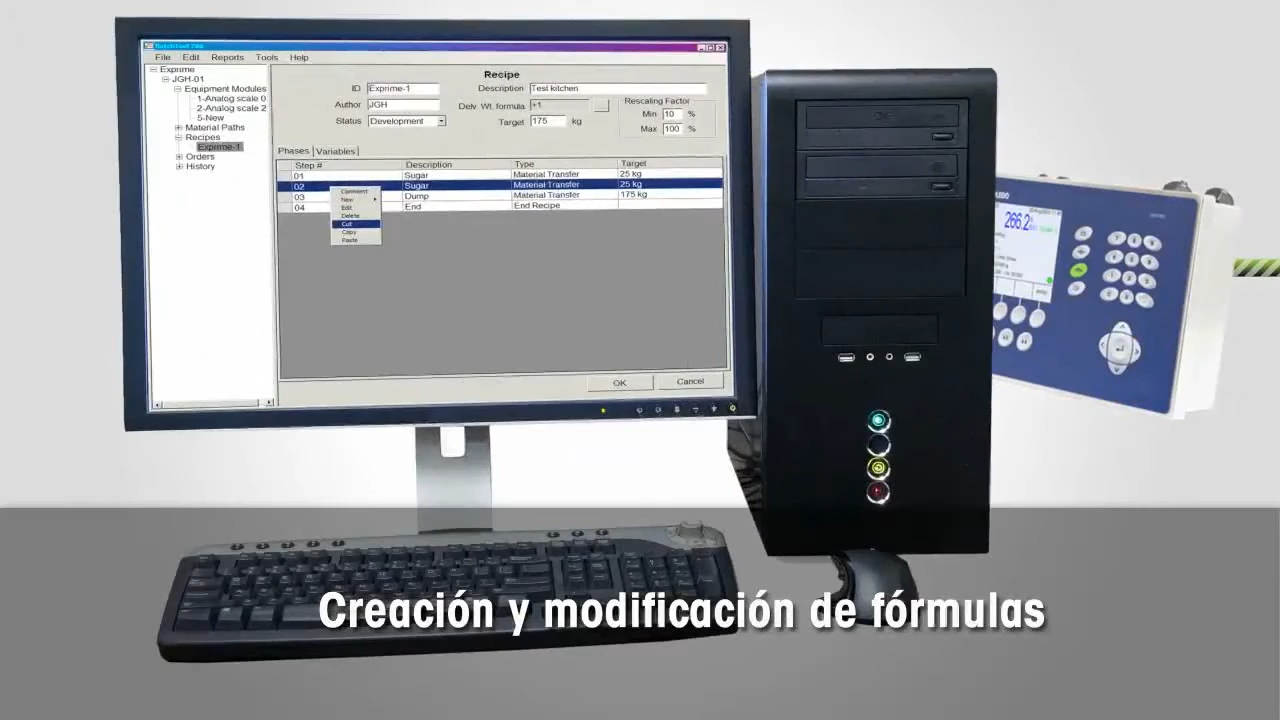 File Edit Reports Tools Help
Exprime
JGH-01
Equipment Modules
1-Analog scale 0
2-Analog scale 2
5-New
Material Paths
Recipes
Exprime-1
Orders
History
Recipe
ID Exprime-1 Description Test kitchen
Author JGH Delv. Wt. formula +1
Status Development Target 175 kg
Rescaling Factor
Min 10 %
Max 100 %
Phases Variables
Step # Description Type Target
01 Sugar Material Transfer 25 kg
02 Sugar Material Transfer 25 kg
03 Dump Material Transfer 175 kg
04 End End Recipe
Comment
New
Edit
Delete
Cut
Copy
Paste
OK Cancel
266.2
Creación y modificación de fórmulas